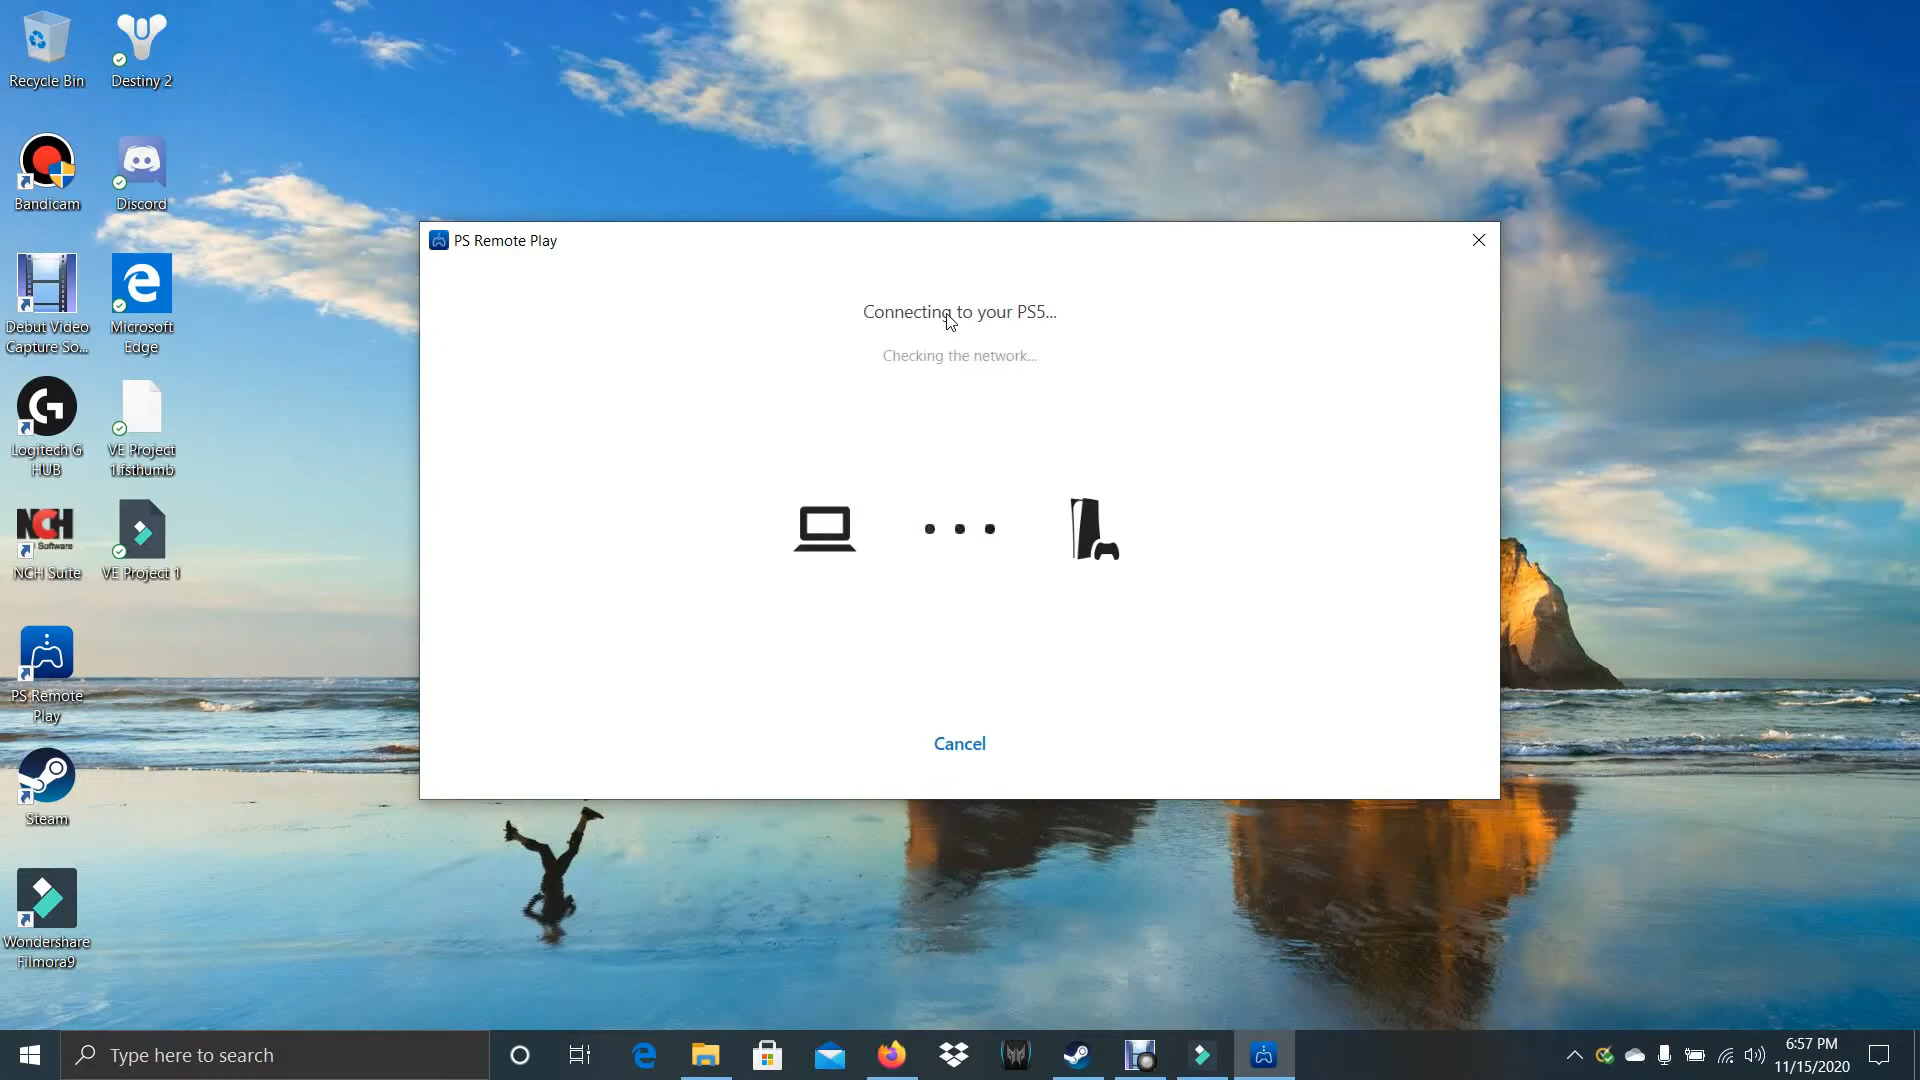 Recycle Bin
Destiny 2
Bandicam
Discord
Debut Video
Capture So...
Microsoft
Edge
Logitech G
HUB
VE Project
1.fsthumb
NCH
Software
NCH Suite
VE Project 1
PS Remote
Play
Steam
Wondershare
Filmora9
PS Remote Play
Connecting to your PS5...
Checking the network...
Cancel
Type here to search
6:57 PM
11/15/2020